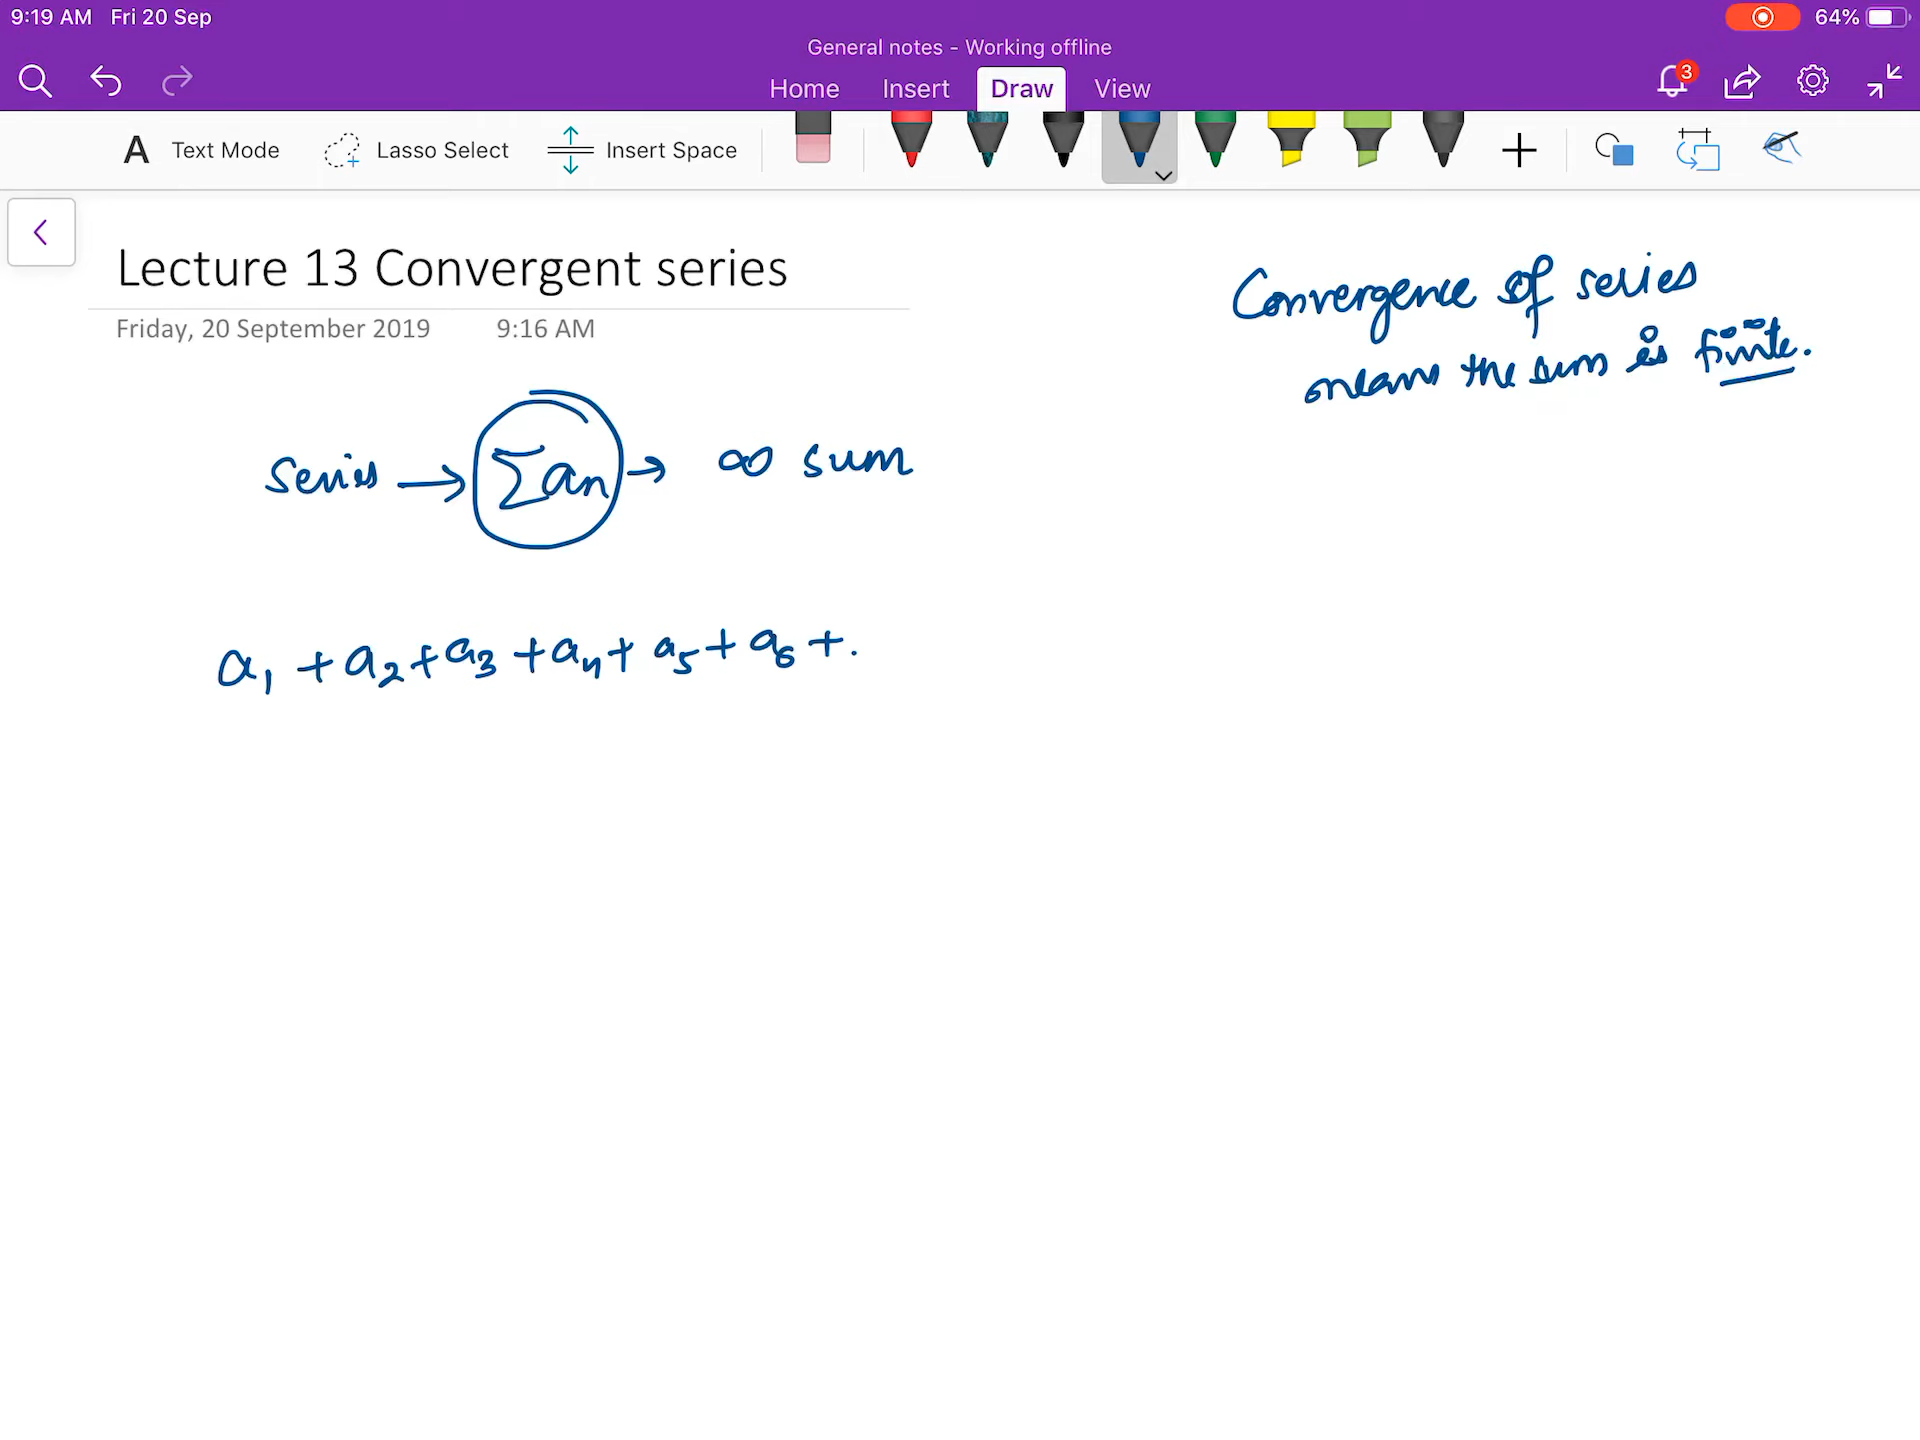 9:19 AM Fri 20 Sep 64%
General notes - Working offline
Home Insert Draw View 3
A Text Mode Lasso Select Insert Space
Lecture 13 Convergent series
Friday, 20 September 2019 9:16 AM
Convergence of series
means the sum is finite.
Series → Σan → ∞ sum
a1 + a2 + a3 + a4 + a5 + a6 + .